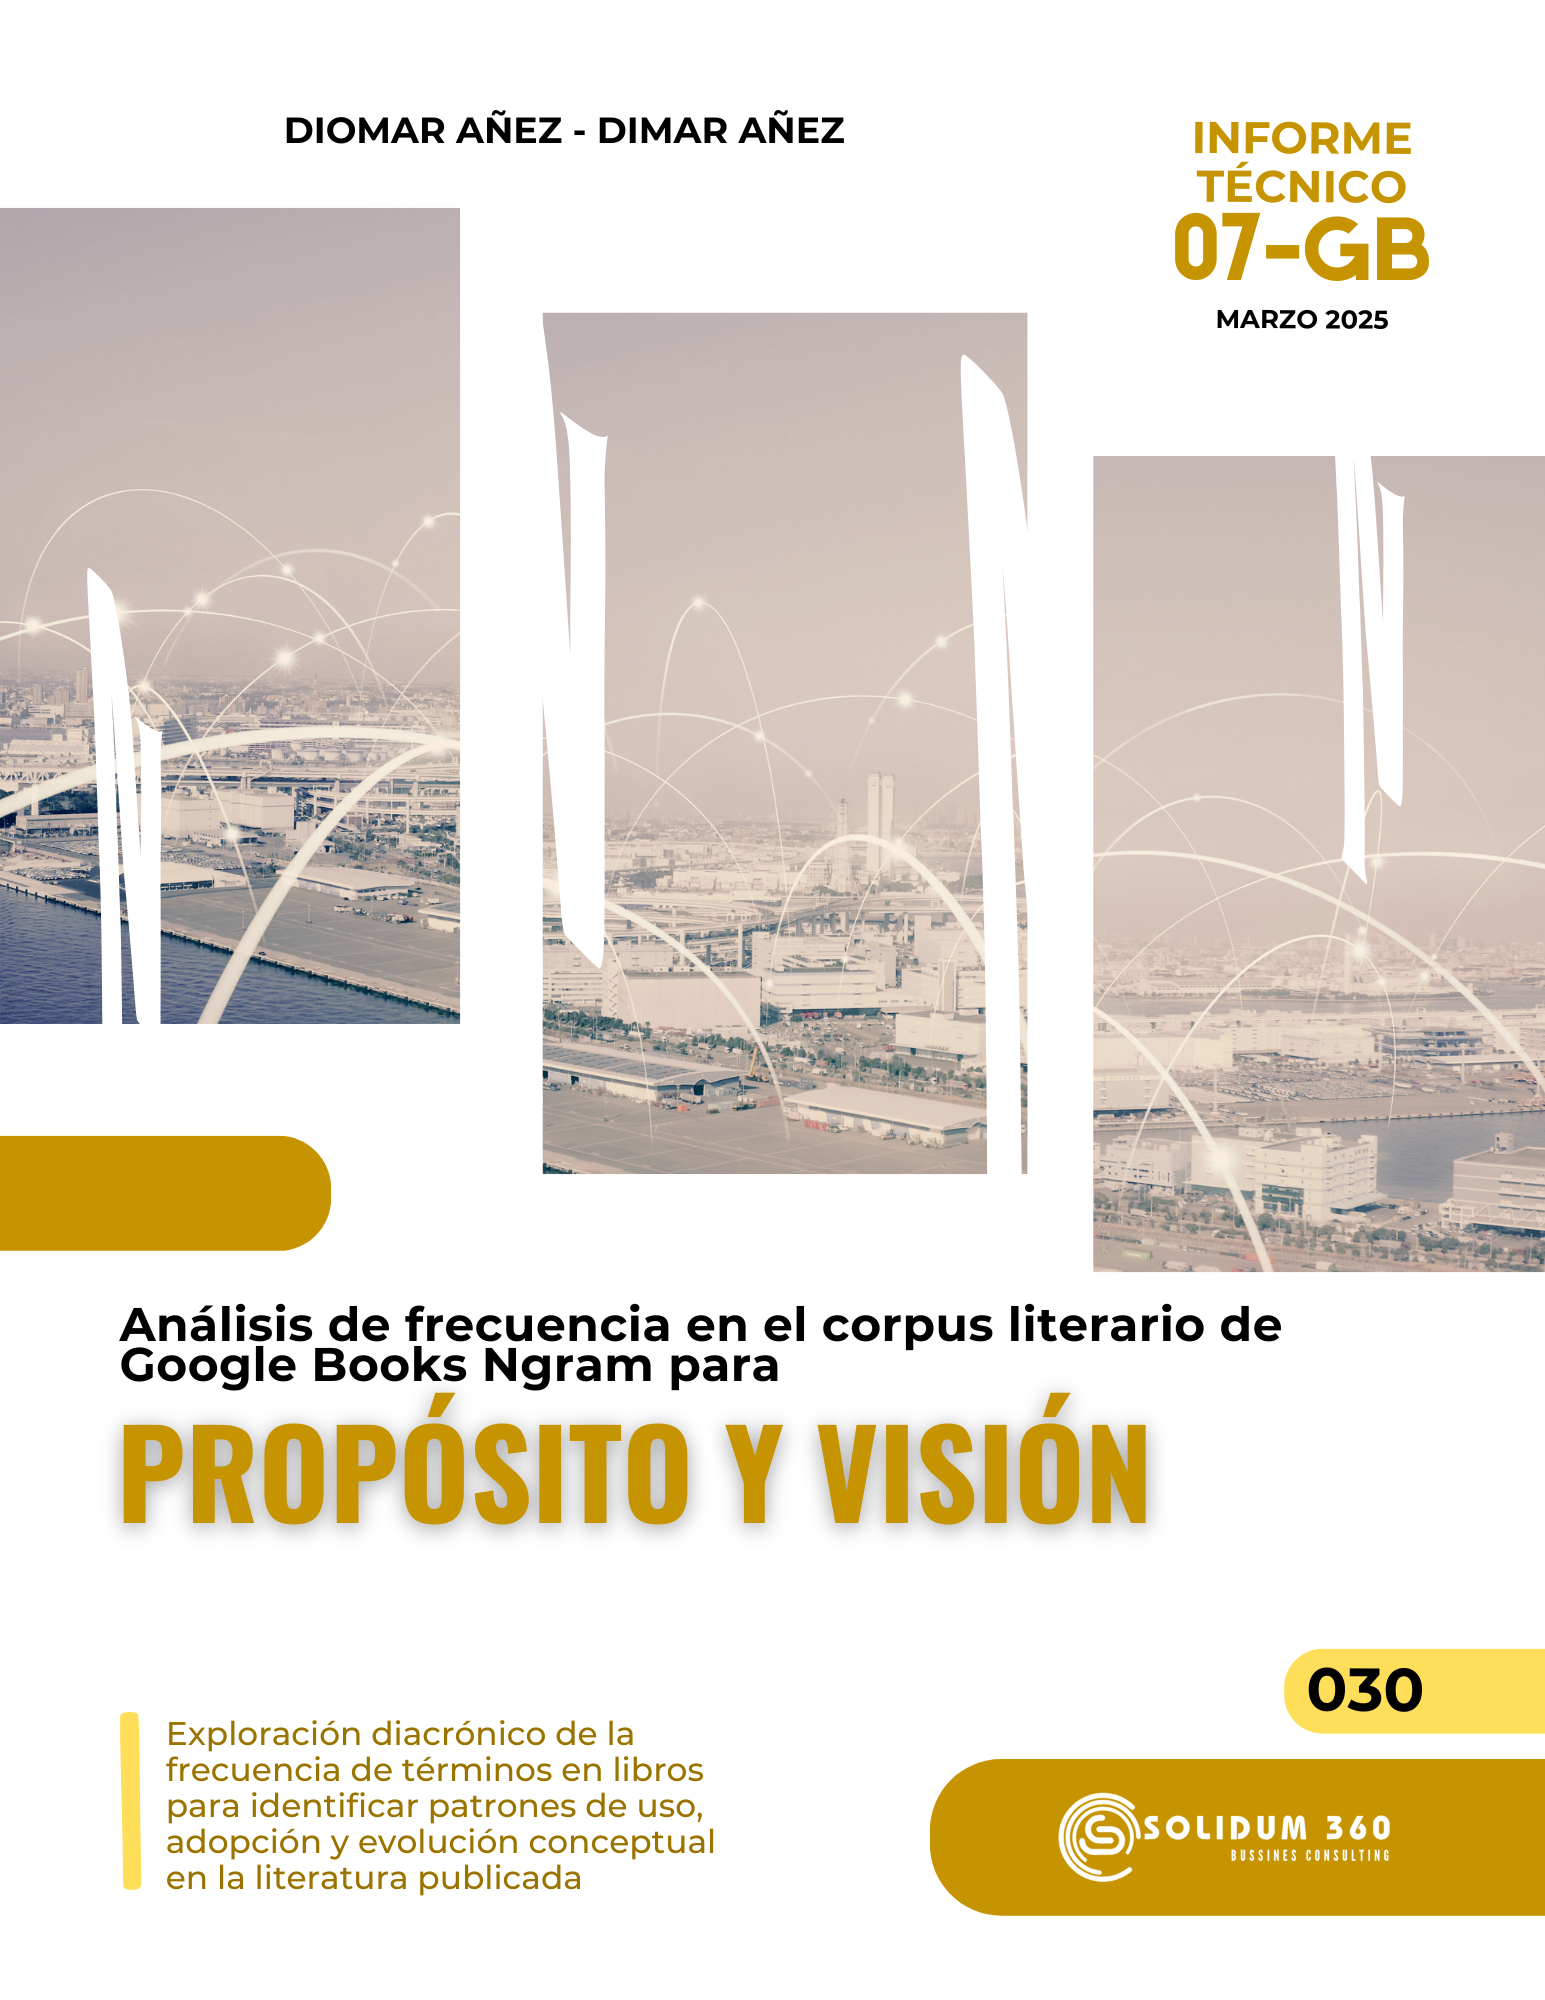 DIOMAR AÑEZ - DIMAR AÑEZ
INFORME
TÉCNICO
07-GB
MARZO 2025
Análisis de frecuencia en el corpus literario de
Google Books Ngram para
PROPÓSITO Y VISIÓN
030
Exploración diacrónico de la
frecuencia de términos en libros
para identificar patrones de uso,
adopción y evolución conceptual
en la literatura publicada
SOLIDUM 360
BUSSINES CONSULTING